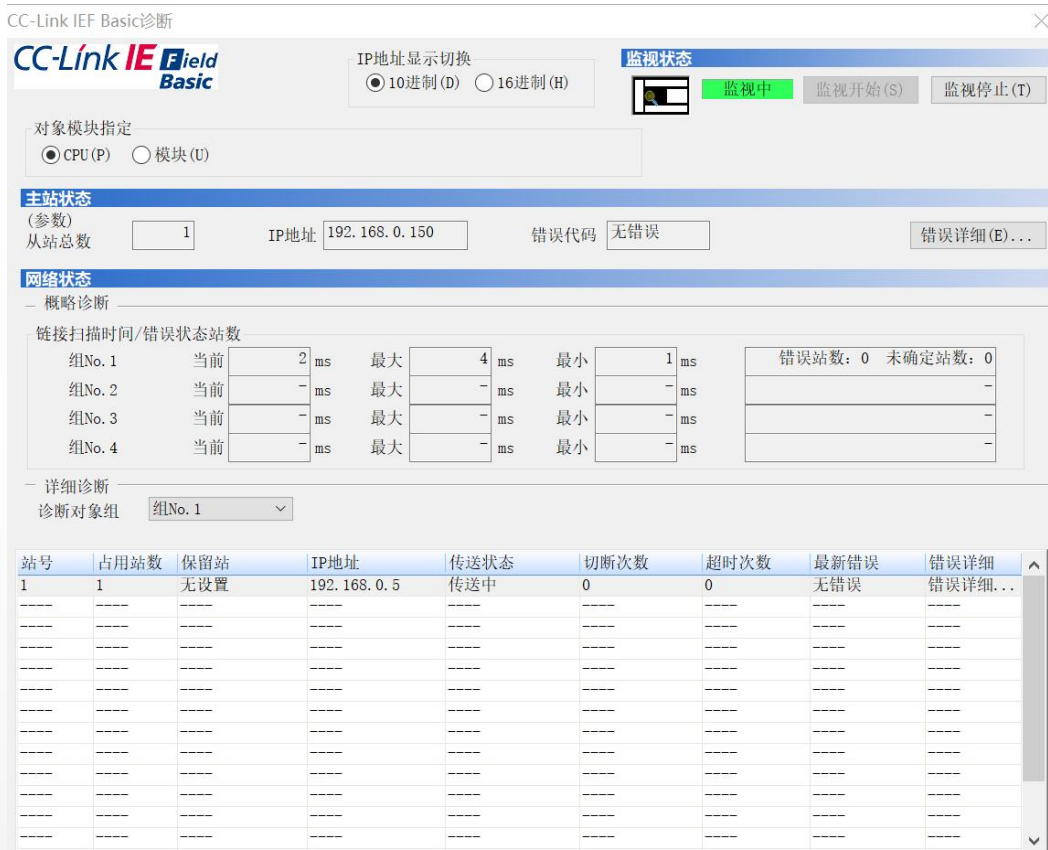 CC-Link IEF Basic诊断
CC-Link IE Field Basic
IP地址显示切换
10进制(D) 16进制(H)
监视状态
监视中 监视开始(S) 监视停止(T)
对象模块指定
CPU(P) 模块(U)
主站状态
(参数)
从站总数 1 IP地址 192.168.0.150 错误代码 无错误 错误详细(E)...
网络状态
概略诊断
链接扫描时间/错误状态站数
组No.1 当前 2 ms 最大 4 ms 最小 1 ms 错误站数: 0 未确定站数: 0
组No.2 当前 - ms 最大 - ms 最小 - ms -
组No.3 当前 - ms 最大 - ms 最小 - ms -
组No.4 当前 - ms 最大 - ms 最小 - ms -
详细诊断
诊断对象组 组No.1
站号 占用站数 保留站 IP地址 传送状态 切断次数 超时次数 最新错误 错误详细
1 1 无设置 192.168.0.5 传送中 0 0 无错误 错误详细...
---- ---- ---- ---- ---- ---- ---- ---- ----
---- ---- ---- ---- ---- ---- ---- ---- ----
---- ---- ---- ---- ---- ---- ---- ---- ----
---- ---- ---- ---- ---- ---- ---- ---- ----
---- ---- ---- ---- ---- ---- ---- ---- ----
---- ---- ---- ---- ---- ---- ---- ---- ----
---- ---- ---- ---- ---- ---- ---- ---- ----
---- ---- ---- ---- ---- ---- ---- ---- ----
---- ---- ---- ---- ---- ---- ---- ---- ----
---- ---- ---- ---- ---- ---- ---- ---- ----
---- ---- ---- ---- ---- ---- ---- ---- ----
---- ---- ---- ---- ---- ---- ---- ---- ----